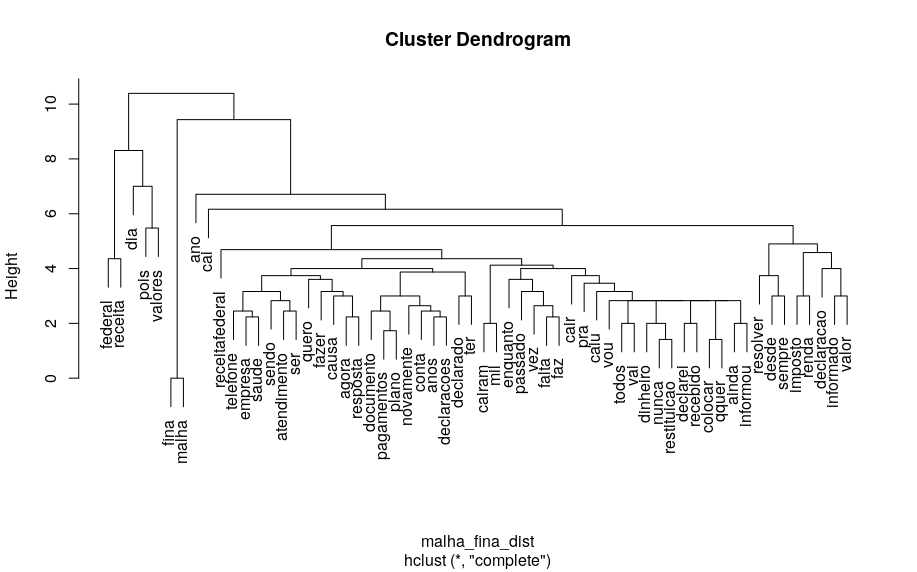 Cluster Dendrogram
Height
10
8
6
4
2
0
federal
receita
dia
pois
valores
fina
malha
ano
cai
receitafederal
telefone
empresa
saude
sendo
atendimento
ser
quero
fazer
causa
agora
resposta
documento
pagamentos
plano
novamente
conta
anos
declaracoes
declarado
ter
cairam
mil
enquanto
passado
vez
falta
faz
cair
pra
caiu
vou
todos
vai
dinheiro
nunca
restituicao
declarei
recebido
colocar
qquer
ainda
informou
resolver
desde
sempre
imposto
renda
declaracao
informado
valor
malha_fina_dist
hclust (*, "complete")